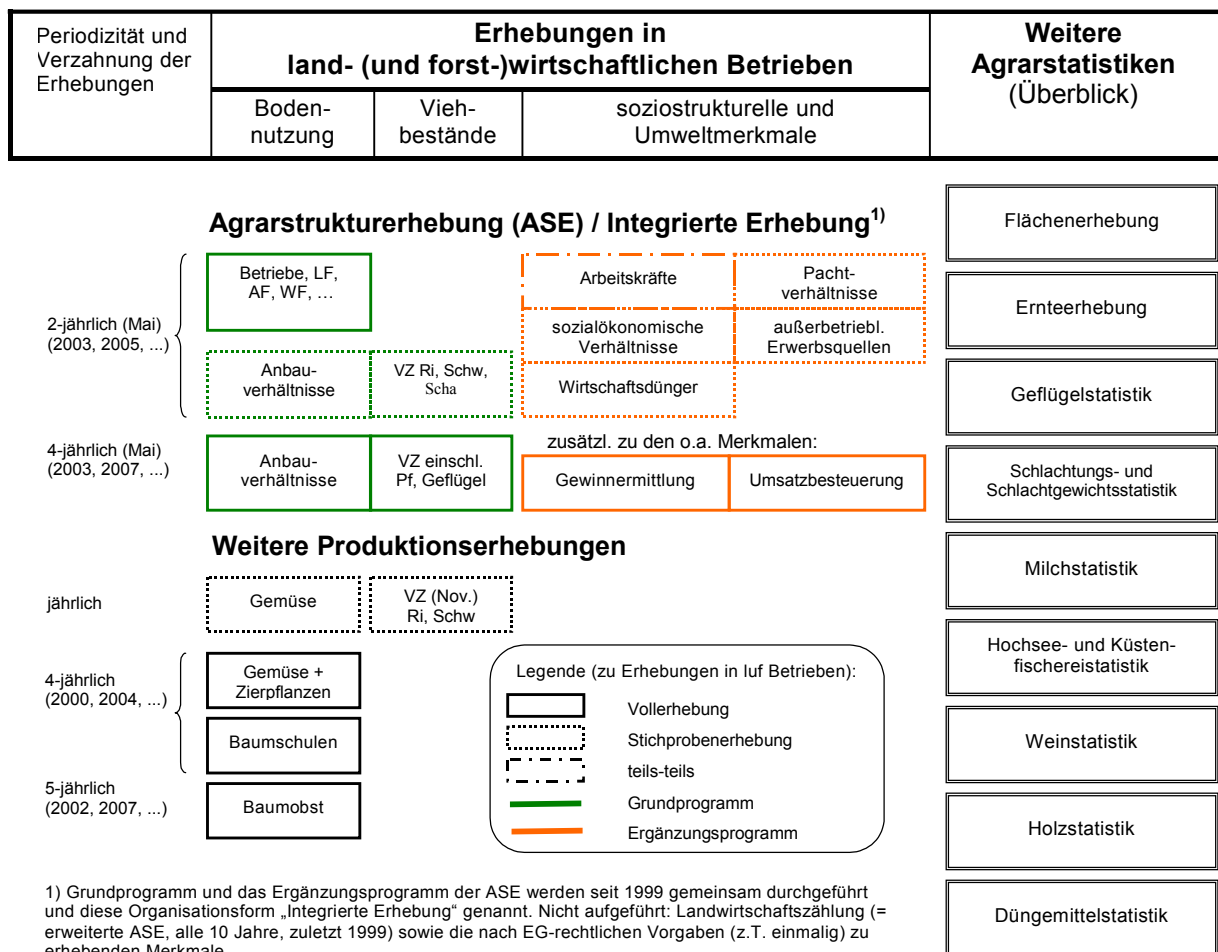 Periodizität und
Verzahnung der
Erhebungen
Erhebungen in
land- (und forst-)wirtschaftlichen Betrieben
Weitere
Agrarstatistiken
(Überblick)
Boden-
nutzung
Vieh-
bestände
soziostrukturelle und
Umweltmerkmale
Agrarstrukturerhebung (ASE) / Integrierte Erhebung1)
2-jährlich (Mai)
(2003, 2005, ...)
Betriebe, LF,
AF, WF, …
Arbeitskräfte
Pacht-
verhältnisse
sozialökonomische
Verhältnisse
außerbetriebl.
Erwerbsquellen
Anbau-
verhältnisse
VZ Ri, Schw,
Scha
Wirtschaftsdünger
4-jährlich (Mai)
(2003, 2007, ...)
Anbau-
verhältnisse
VZ einschl.
Pf, Geflügel
zusätzl. zu den o.a. Merkmalen:
Gewinnermittlung
Umsatzbesteuerung
Weitere Produktionserhebungen
jährlich
Gemüse
VZ (Nov.)
Ri, Schw
4-jährlich
(2000, 2004, ...)
Gemüse +
Zierpflanzen
Baumschulen
5-jährlich
(2002, 2007, ...)
Baumobst
Legende (zu Erhebungen in luf Betrieben):
Vollerhebung
Stichprobenerhebung
teils-teils
Grundprogramm
Ergänzungsprogramm
Flächenerhebung
Ernteerhebung
Geflügelstatistik
Schlachtungs- und
Schlachtgewichtsstatistik
Milchstatistik
Hochsee- und Küsten-
fischereistatistik
Weinstatistik
Holzstatistik
Düngemittelstatistik
1) Grundprogramm und das Ergänzungsprogramm der ASE werden seit 1999 gemeinsam durchgeführt
und diese Organisationsform „Integrierte Erhebung“ genannt. Nicht aufgeführt: Landwirtschaftszählung (=
erweiterte ASE, alle 10 Jahre, zuletzt 1999) sowie die nach EG-rechtlichen Vorgaben (z.T. einmalig) zu
erhebenden Merkmale